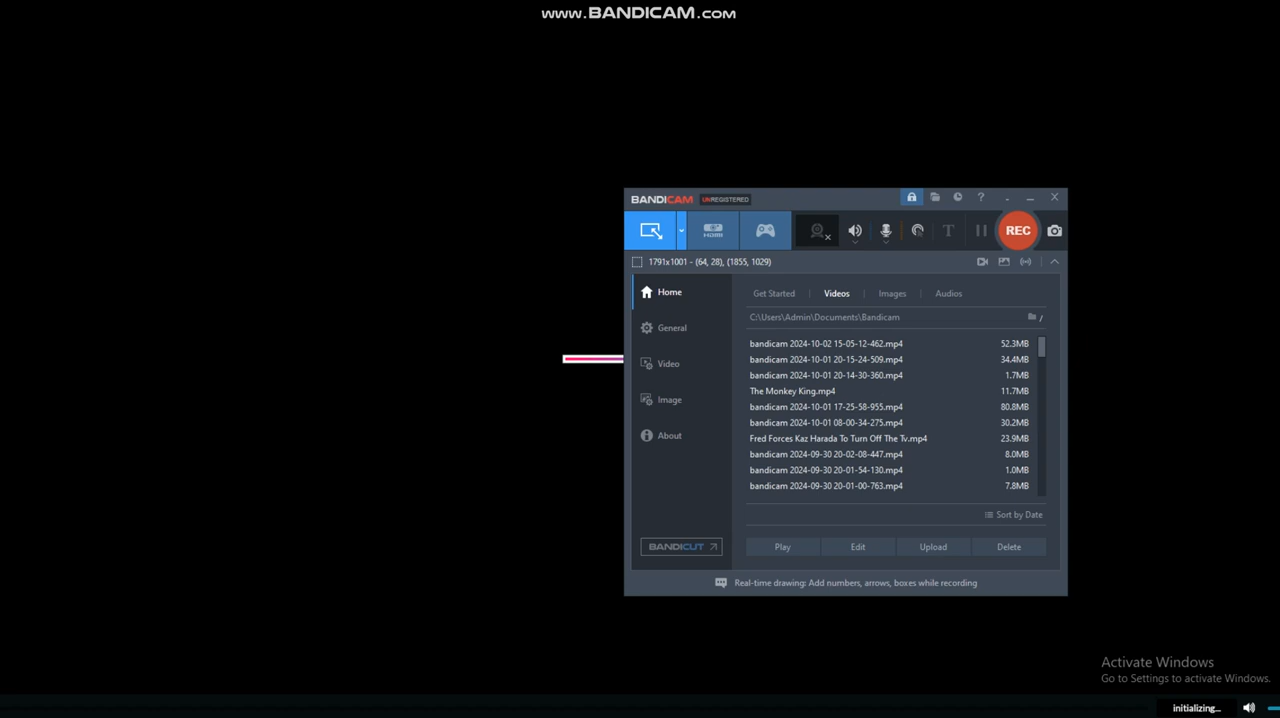 www.BANDICAM.com
BANDICAM UNREGISTERED
HDMI
T
REC
1791x1001 - (64, 28), (1855, 1029)
Home
General
Video
Image
About
BANDICUT
Get Started
Videos
Images
Audios
C:\Users\Admin\Documents\Bandicam
bandicam 2024-10-02 15-05-12-462.mp4 52.3MB
bandicam 2024-10-01 20-15-24-509.mp4 34.4MB
bandicam 2024-10-01 20-14-30-360.mp4 1.7MB
The Monkey King.mp4 11.7MB
bandicam 2024-10-01 17-25-58-955.mp4 80.8MB
bandicam 2024-10-01 08-00-34-275.mp4 30.2MB
Fred Forces Kaz Harada To Turn Off The Tv.mp4 23.9MB
bandicam 2024-09-30 20-02-08-447.mp4 8.0MB
bandicam 2024-09-30 20-01-54-130.mp4 1.0MB
bandicam 2024-09-30 20-01-00-763.mp4 7.8MB
Sort by Date
Play
Edit
Upload
Delete
Real-time drawing: Add numbers, arrows, boxes while recording
Activate Windows
Go to Settings to activate Windows.
initializing...